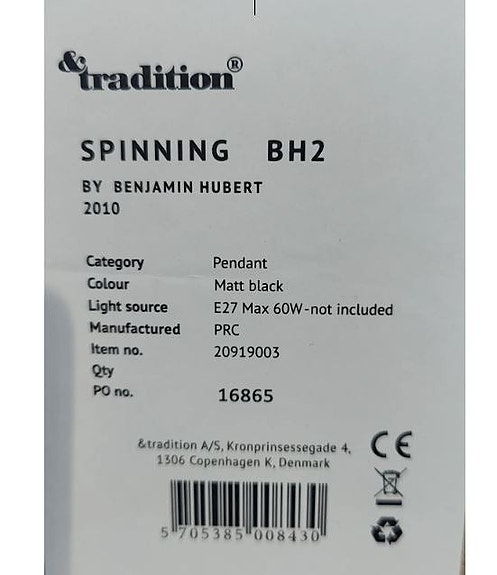 &tradition®
SPINNING BH2
BY BENJAMIN HUBERT
2010
Category Pendant
Colour Matt black
Light source E27 Max 60W-not included
Manufactured PRC
Item no. 20919003
Qty
PO no. 16865
&tradition A/S, Kronprinsessegade 4,
1306 Copenhagen K, Denmark
CE
5 705385 008430